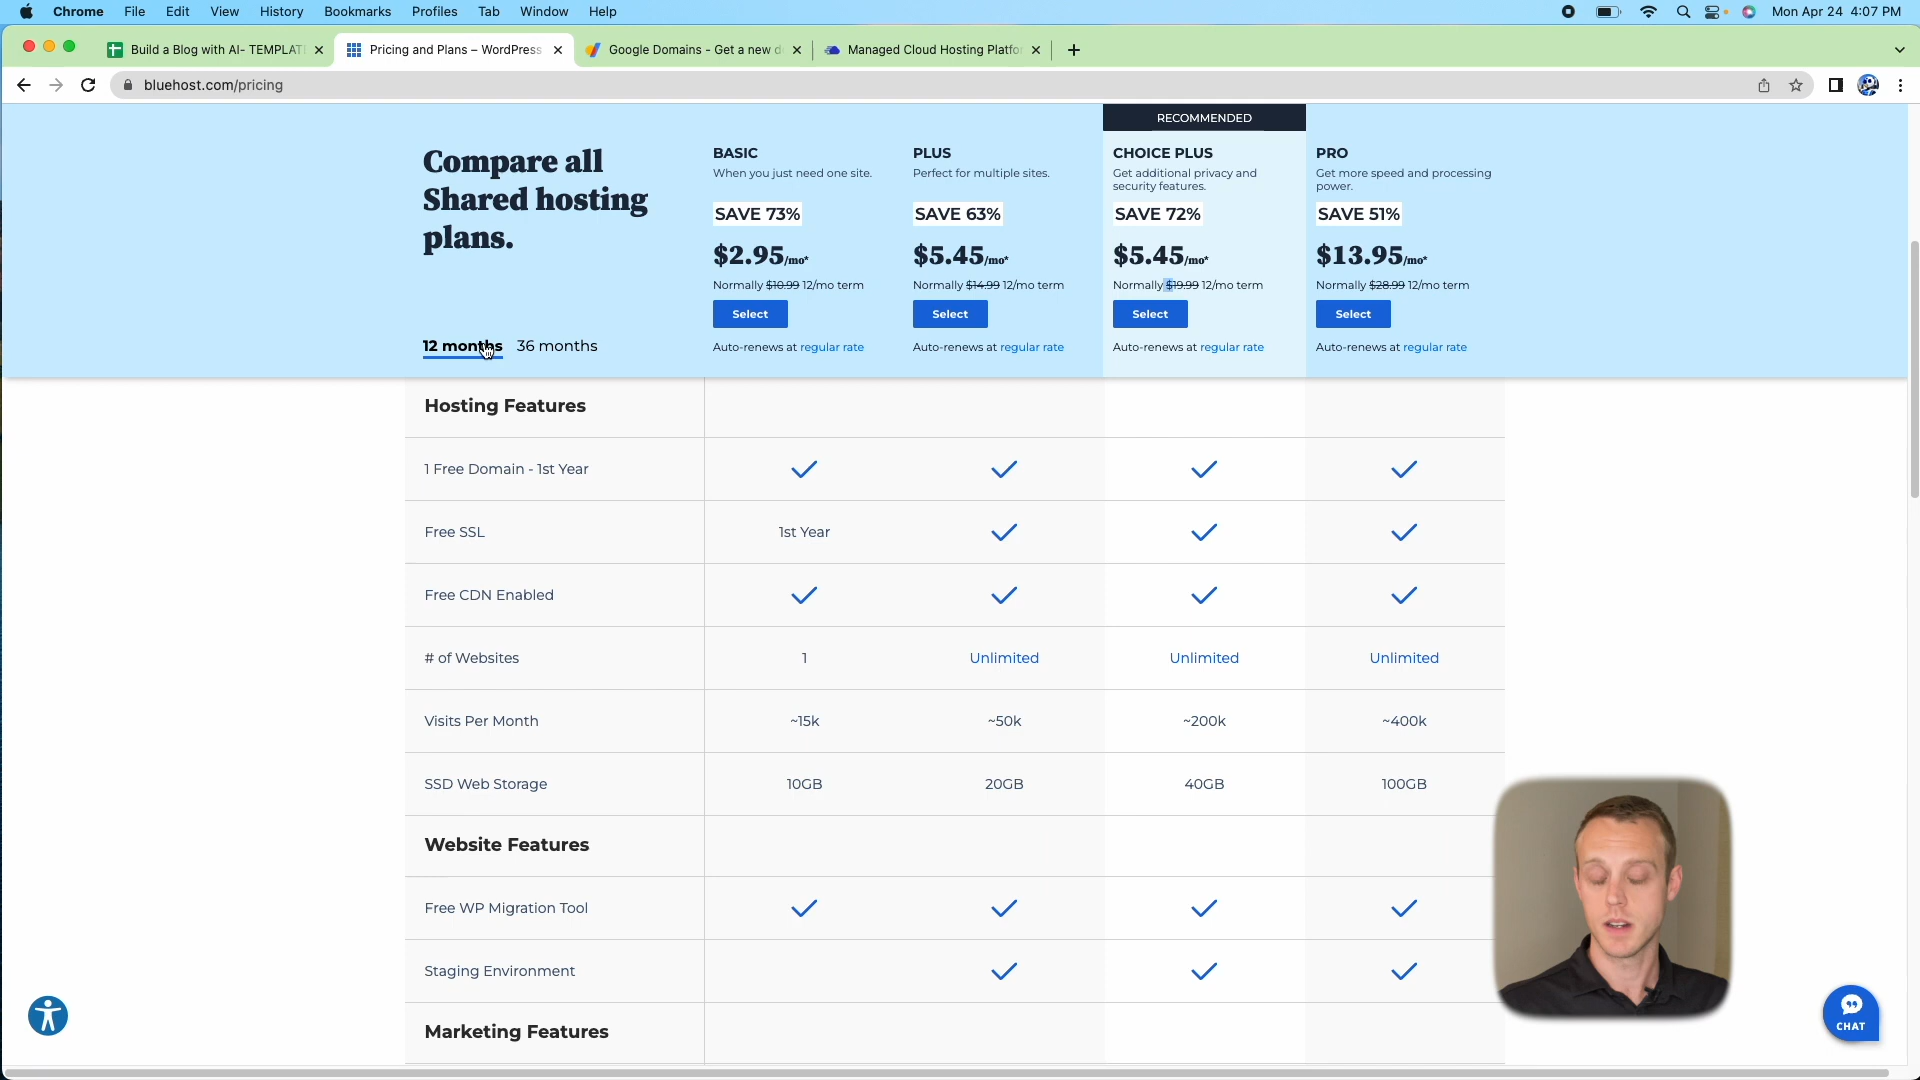 Chrome File Edit View History Bookmarks Profiles Tab Window Help Mon Apr 24 4:07 PM
Build a Blog with AI- TEMPLAT Pricing and Plans – WordPress Google Domains - Get a new d Managed Cloud Hosting Platfo
bluehost.com/pricing
RECOMMENDED
Compare all
Shared hosting
plans.
12 months 36 months
BASIC
When you just need one site.
SAVE 73%
$2.95/mo*
Normally $10.99 12/mo term
Select
Auto-renews at regular rate
PLUS
Perfect for multiple sites.
SAVE 63%
$5.45/mo*
Normally $14.99 12/mo term
Select
Auto-renews at regular rate
CHOICE PLUS
Get additional privacy and
security features.
SAVE 72%
$5.45/mo*
Normally $19.99 12/mo term
Select
Auto-renews at regular rate
PRO
Get more speed and processing
power.
SAVE 51%
$13.95/mo*
Normally $28.99 12/mo term
Select
Auto-renews at regular rate
Hosting Features
1 Free Domain - 1st Year
Free SSL 1st Year
Free CDN Enabled
# of Websites 1 Unlimited Unlimited Unlimited
Visits Per Month ~15k ~50k ~200k ~400k
SSD Web Storage 10GB 20GB 40GB 100GB
Website Features
Free WP Migration Tool
Staging Environment
Marketing Features
CHAT